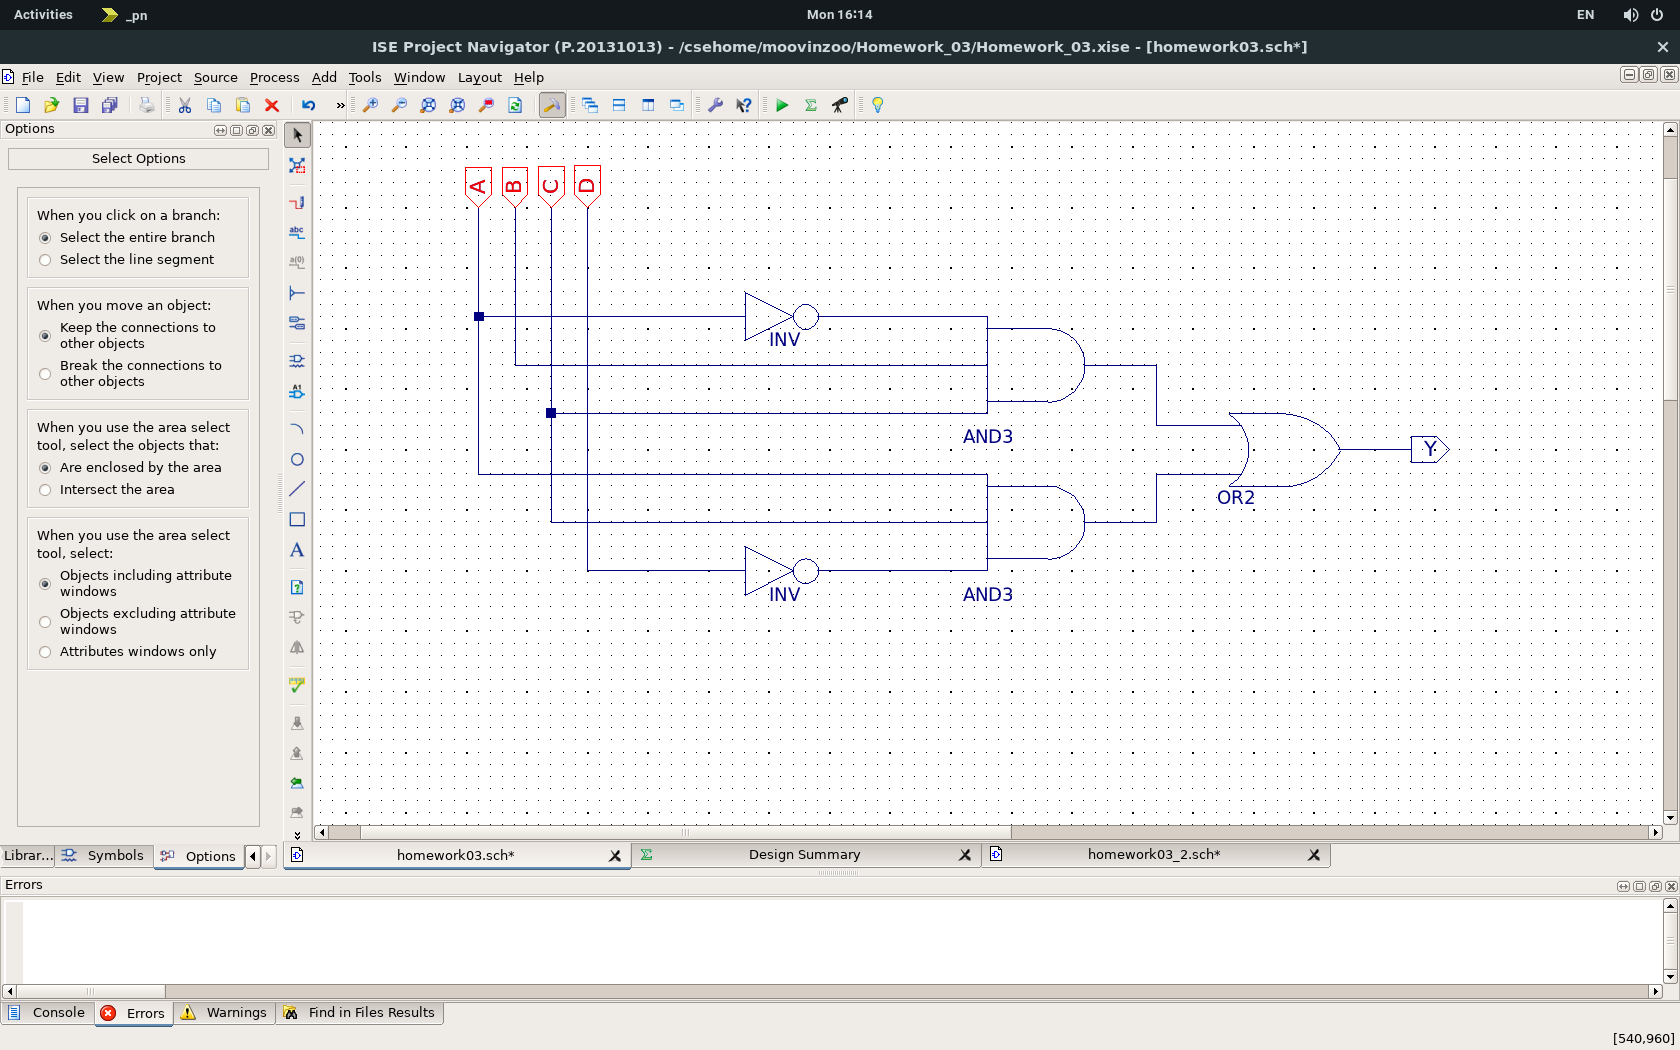 Activities _pn Mon 16:14 EN
ISE Project Navigator (P.20131013) - /csehome/moovinzoo/Homework_03/Homework_03.xise - [homework03.sch*]
File Edit View Project Source Process Add Tools Window Layout Help
»
Options
Select Options
When you click on a branch:
Select the entire branch
Select the line segment
When you move an object:
Keep the connections to
other objects
Break the connections to
other objects
When you use the area select
tool, select the objects that:
Are enclosed by the area
Intersect the area
When you use the area select
tool, select:
Objects including attribute
windows
Objects excluding attribute
windows
Attributes windows only
abc
a(0)
A1
A
A B C D
INV
AND3
OR2
Y
INV
AND3
Librar... Symbols Options
homework03.sch* Design Summary homework03_2.sch*
Errors
Console Errors Warnings Find in Files Results
[540,960]